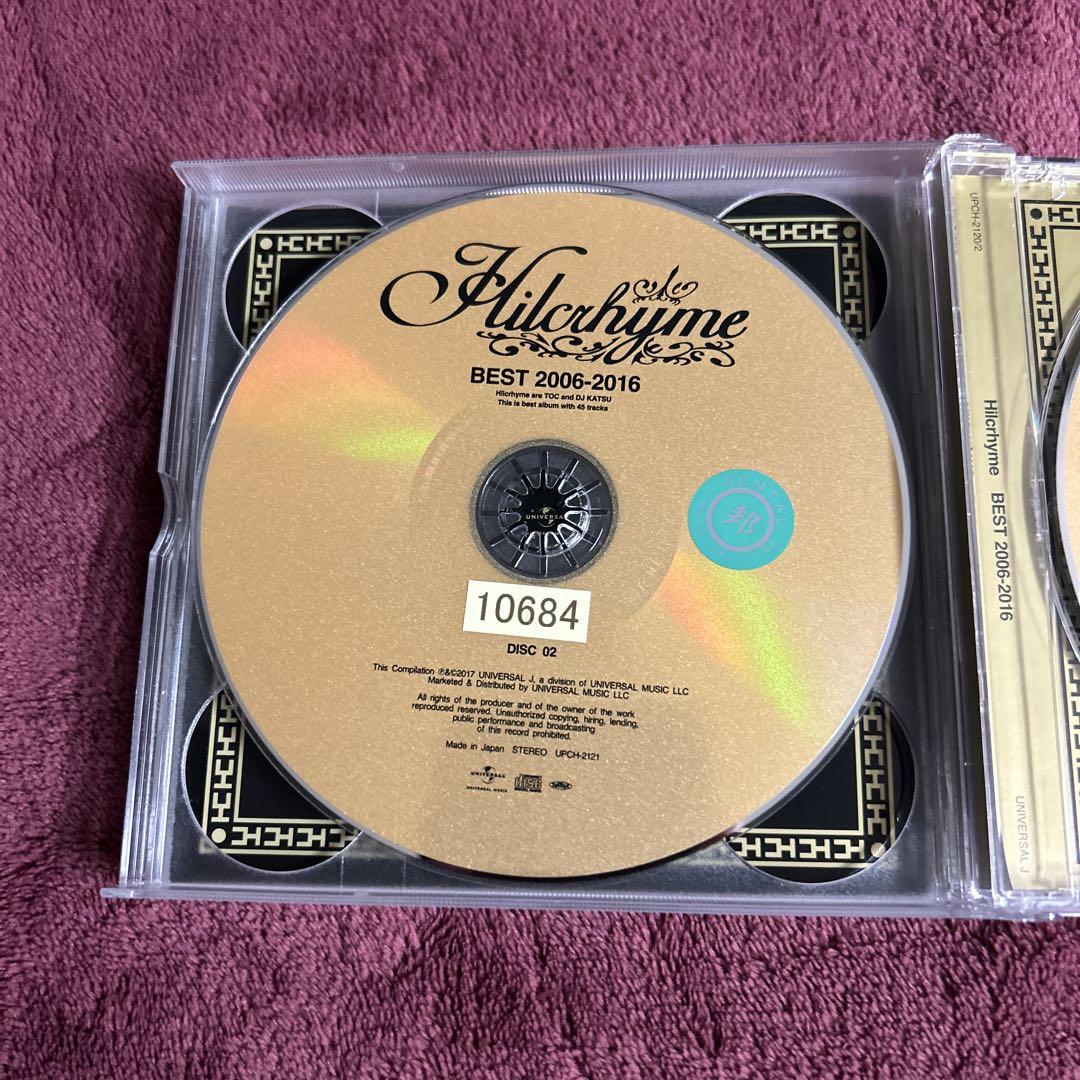 Hilcrhyme
BEST 2006-2016
Hilcrhyme are TOC and DJ KATSU
This is best album with 45 tracks
UNIVERSAL
RENTAL
邦
10684
DISC 02
This Compilation ℗&©2017 UNIVERSAL J, a division of UNIVERSAL MUSIC LLC
Marketed & Distributed by UNIVERSAL MUSIC LLC
All rights of the producer and of the owner of the work
reproduced reserved. Unauthorized copying, hiring, lending,
public performance and broadcasting
of this record prohibited.
Made in Japan STEREO UPCH-2121
UNIVERSAL
UNIVERSAL MUSIC
disc
UPCH-2120/2
Hilcrhyme BEST 2006-2016
UNIVERSAL J